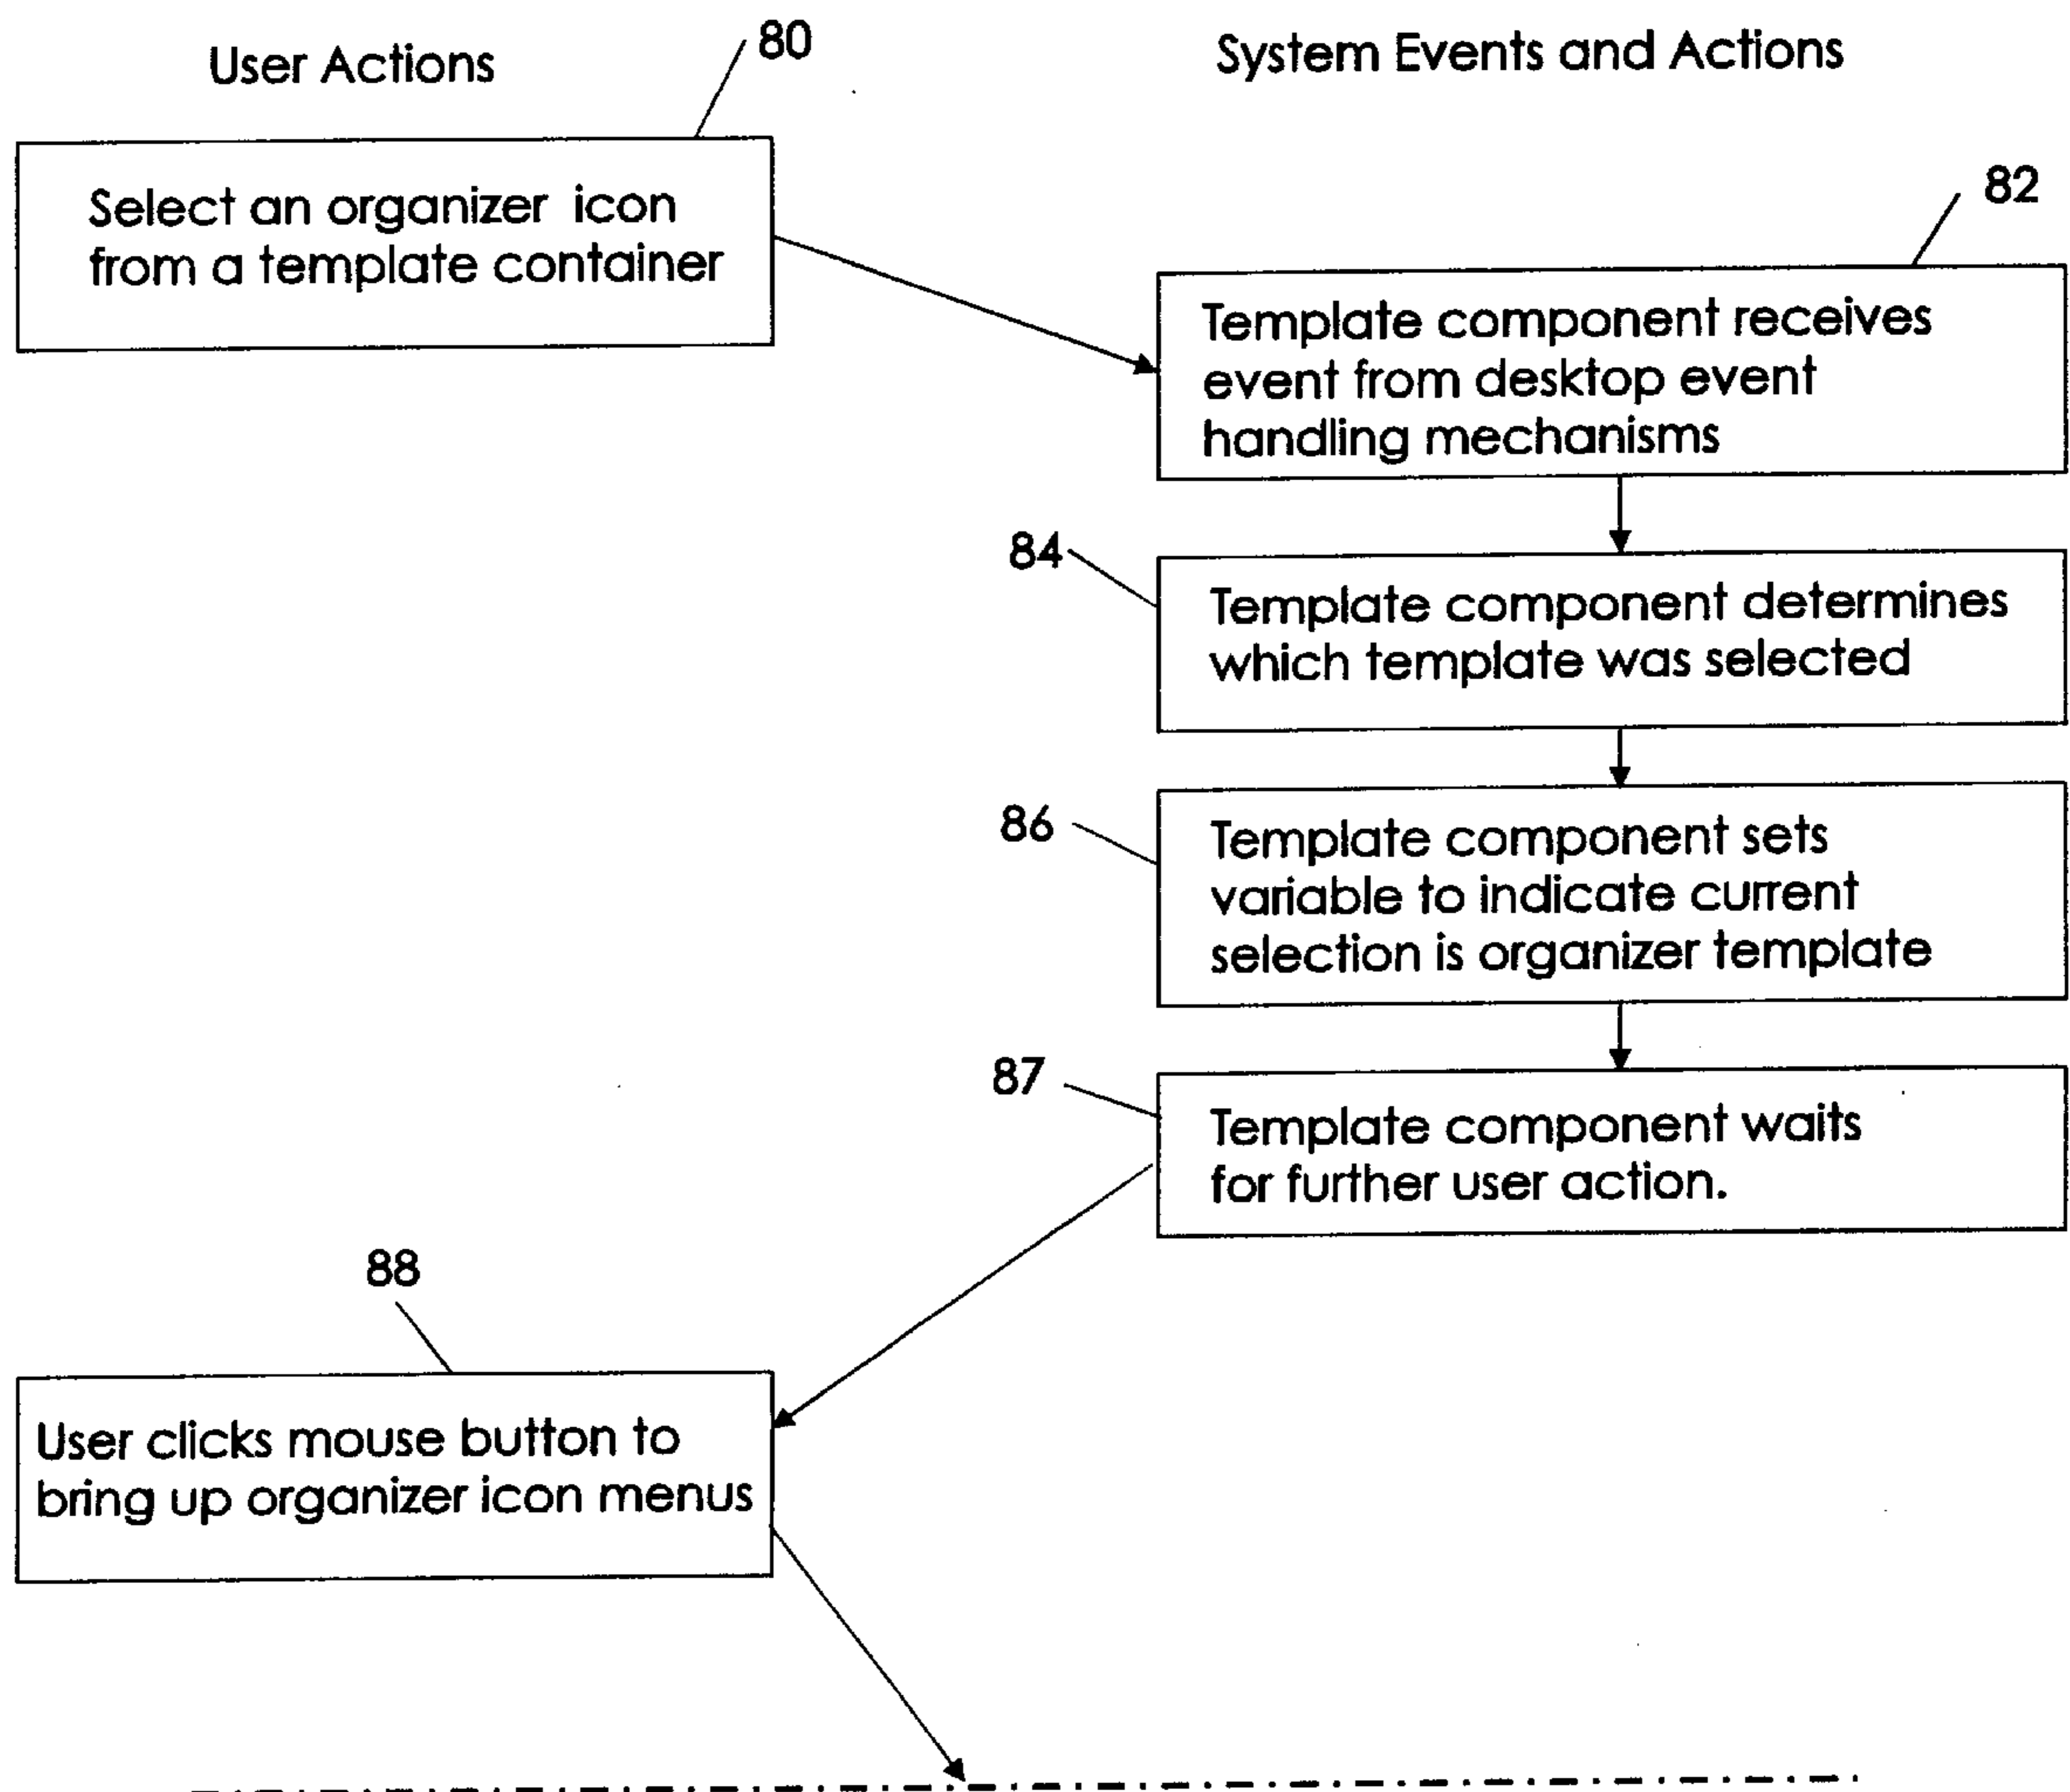 User Actions
80
System Events and Actions
Select an organizer icon
from a template container
82
Template component receives
event from desktop event
handling mechanisms
84
Template component determines
which template was selected
86
Template component sets
variable to indicate current
selection is organizer template
87
Template component waits
for further user action.
88
User clicks mouse button to
bring up organizer icon menus